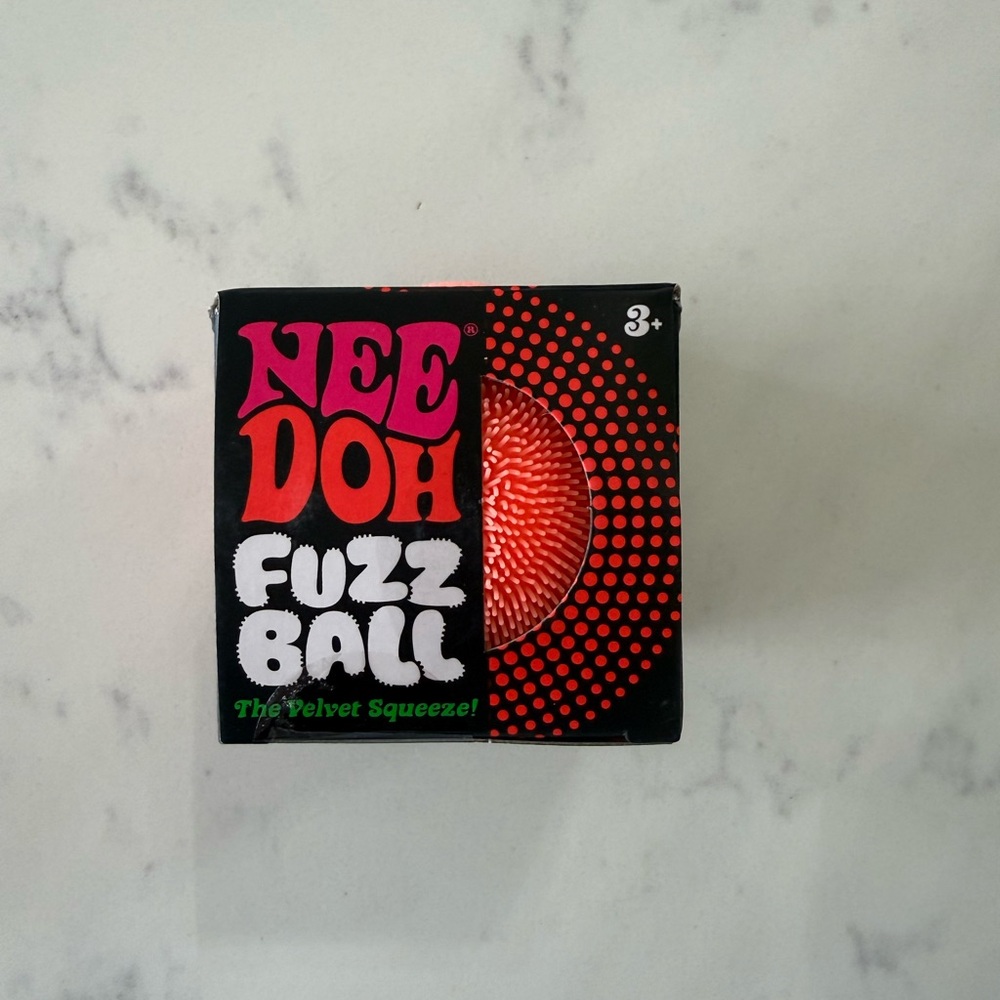 NEE®
DOH
FUZZ
BALL
The Velvet Squeeze!
3+